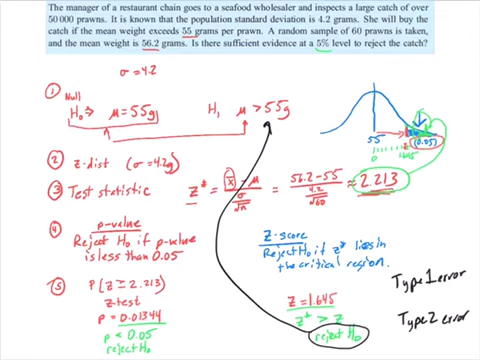 The manager of a restaurant chain goes to a seafood wholesaler and inspects a large catch of over
50 000 prawns. It is known that the population standard deviation is 4.2 grams. She will buy the
catch if the mean weight exceeds 55 grams per prawn. A random sample of 60 prawns is taken,
and the mean weight is 56.2 grams. Is there sufficient evidence at a 5% level to reject the catch?
σ = 4.2
① Null
H₀ ⇒ μ = 55g
H, μ > 55g
55
(0.05)
0
1.645
② z-dist (σ = 4.2g)
③ Test statistic
z* = x̄ - μ / σ/√n = 56.2 - 55 / 4.2/√60 ≈ 2.213
④ p-value
Reject H₀ if p-value
is less than 0.05
z-score
Reject H₀ if z* lies in
the critical region.
⑤ P(z ≥ 2.213)
z-test
p = 0.01344
p < 0.05
reject H₀
z = 1.645
z* > z
reject H₀
Type 1 error
Type 2 error